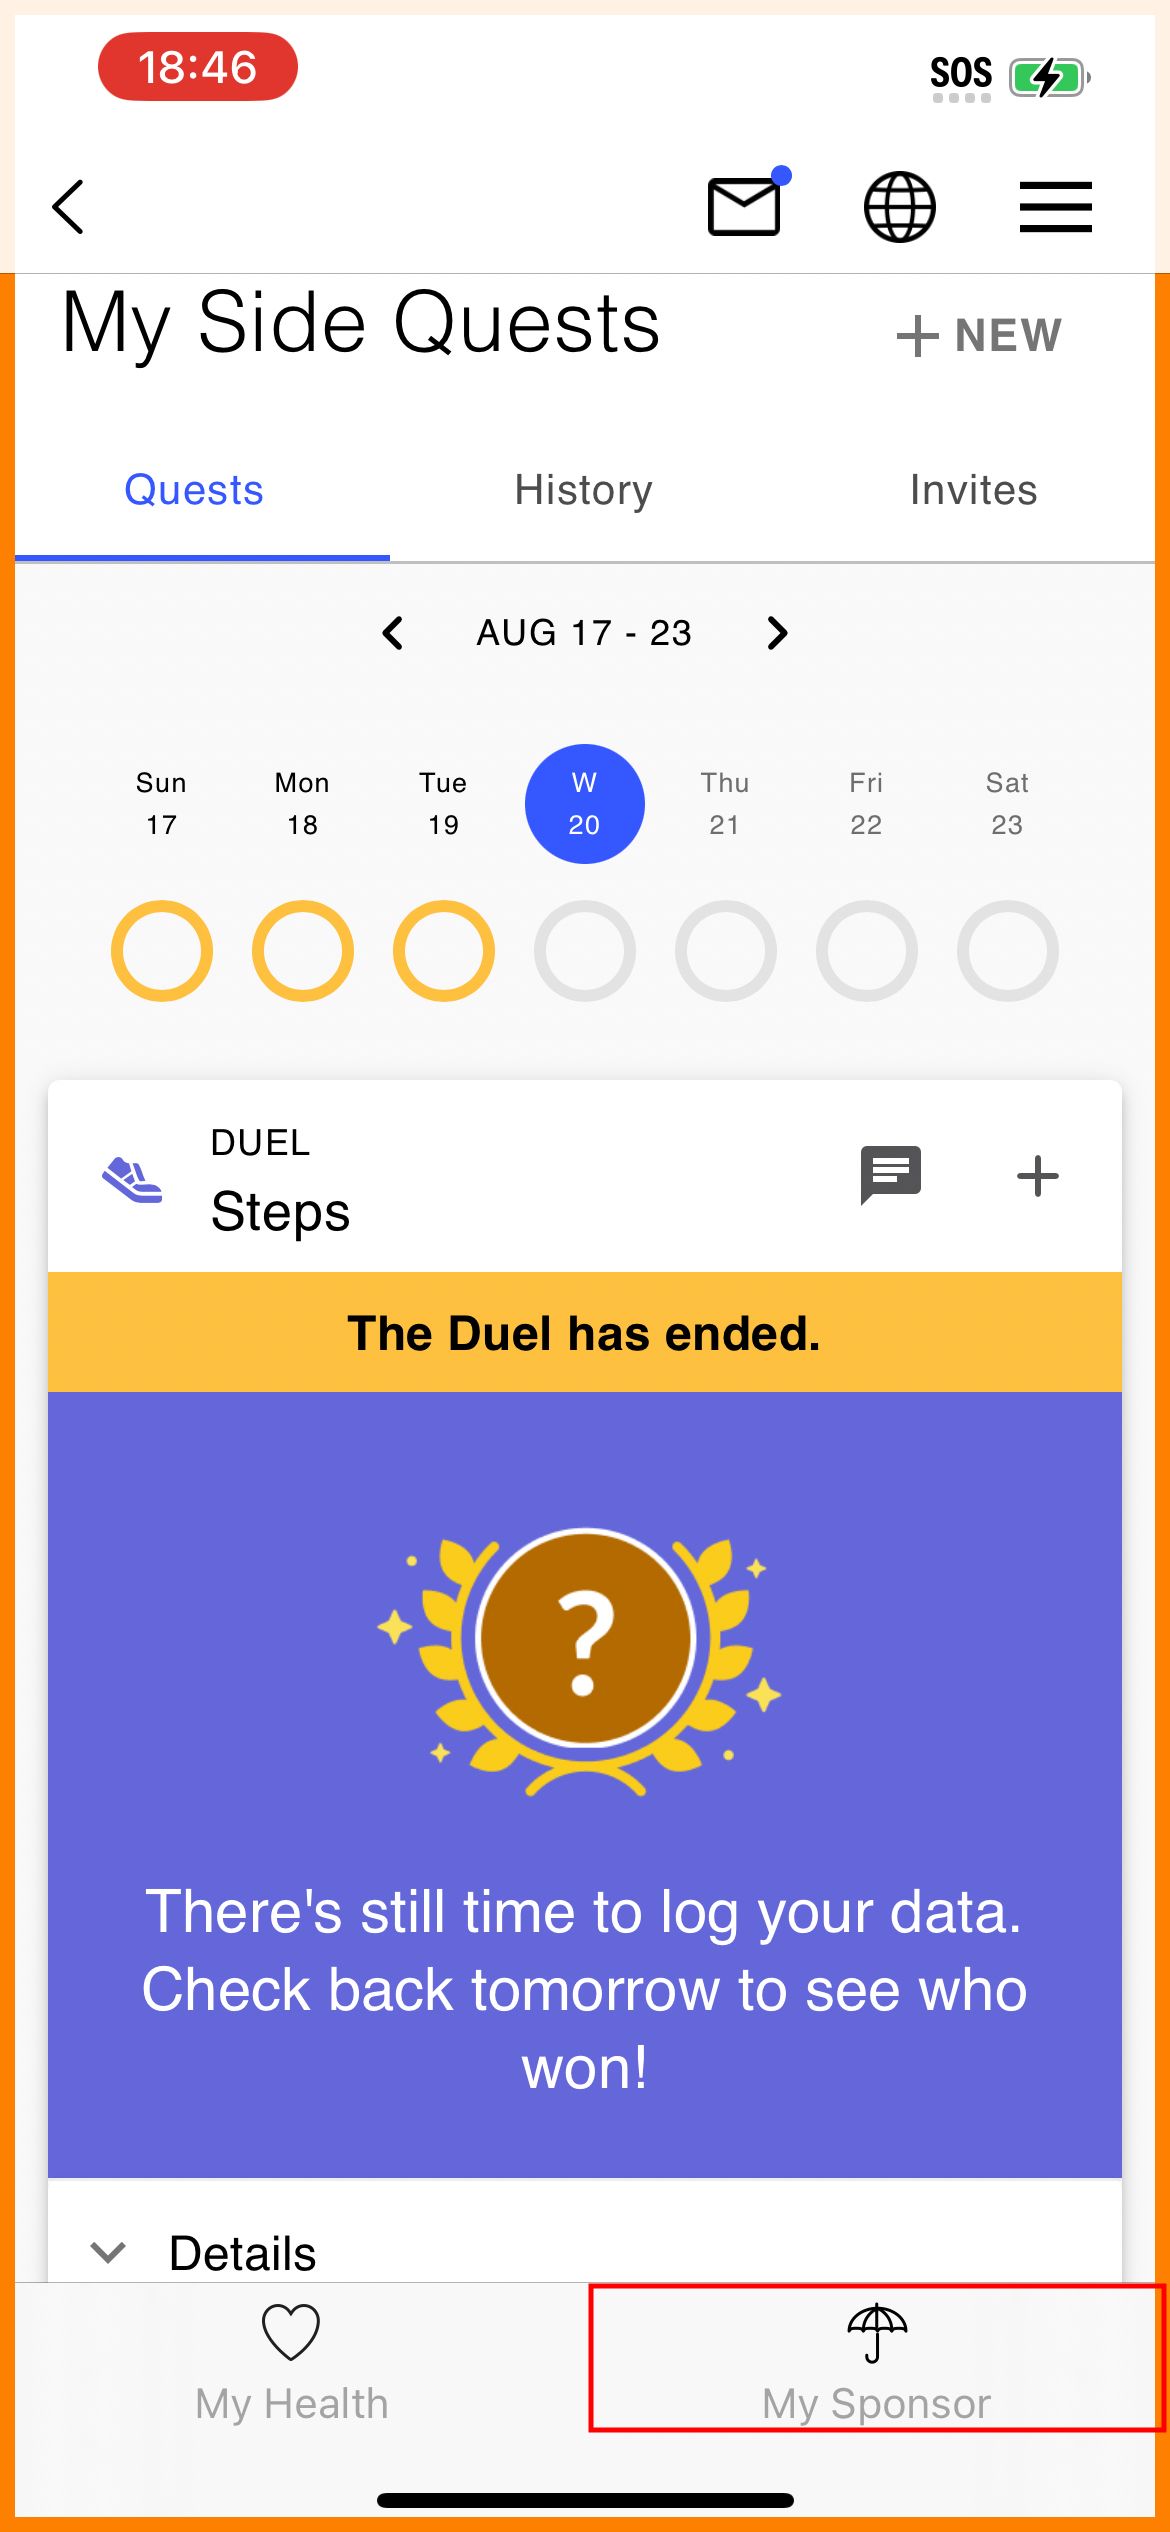 18:46
SOS
My Side Quests
+ NEW
Quests
History
Invites
AUG 17 - 23
Sun
Mon
Tue
W
Thu
Fri
Sat
17
18
19
20
21
22
23
DUEL
Steps
The Duel has ended.
?
There's still time to log your data.
Check back tomorrow to see who
won!
Details
My Health
My Sponsor